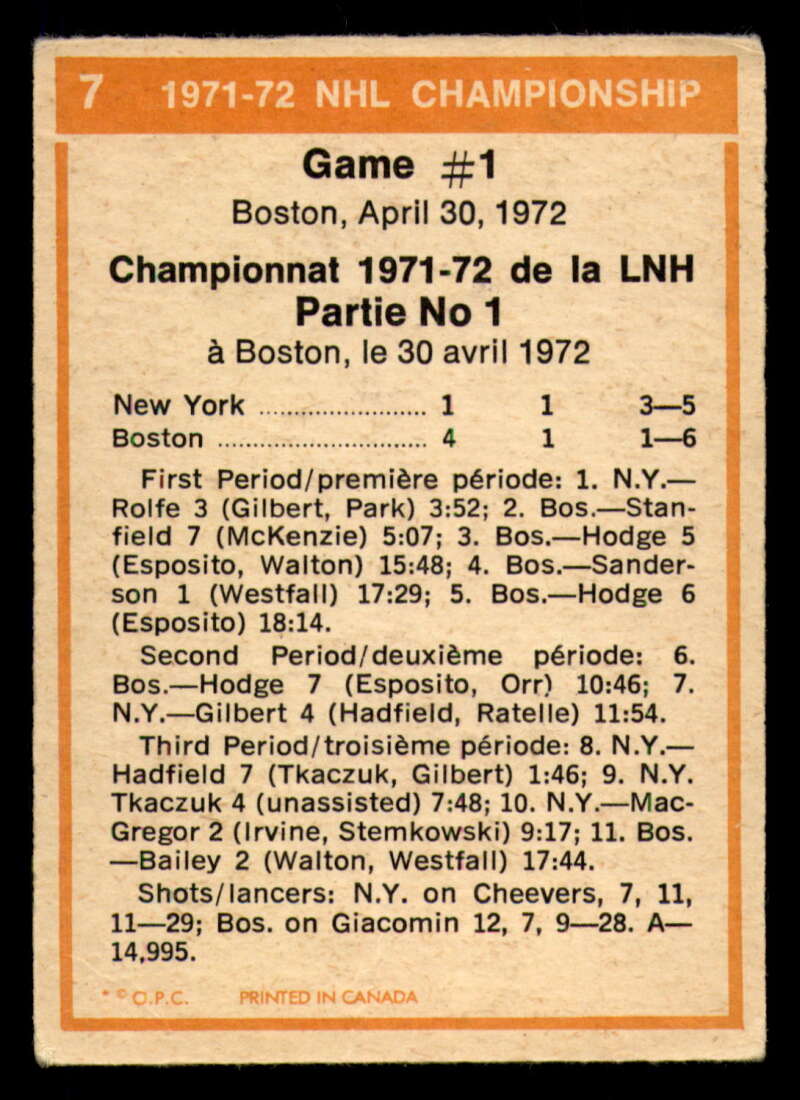 7 1971-72 NHL CHAMPIONSHIP
Game #1
Boston, April 30, 1972
Championnat 1971-72 de la LNH
Partie No 1
à Boston, le 30 avril 1972
New York ........................ 1 1 3—5
Boston .............................. 4 1 1—6
First Period/première période: 1. N.Y.—
Rolfe 3 (Gilbert, Park) 3:52; 2. Bos.—Stan-
field 7 (McKenzie) 5:07; 3. Bos.—Hodge 5
(Esposito, Walton) 15:48; 4. Bos.—Sander-
son 1 (Westfall) 17:29; 5. Bos.—Hodge 6
(Esposito) 18:14.
Second Period/deuxième période: 6.
Bos.—Hodge 7 (Esposito, Orr) 10:46; 7.
N.Y.—Gilbert 4 (Hadfield, Ratelle) 11:54.
Third Period/troisième période: 8. N.Y.—
Hadfield 7 (Tkaczuk, Gilbert) 1:46; 9. N.Y.
Tkaczuk 4 (unassisted) 7:48; 10. N.Y.—Mac-
Gregor 2 (Irvine, Stemkowski) 9:17; 11. Bos.
—Bailey 2 (Walton, Westfall) 17:44.
Shots/lancers: N.Y. on Cheevers, 7, 11,
11—29; Bos. on Giacomin 12, 7, 9—28. A—
14,995.
* © O.P.C. PRINTED IN CANADA